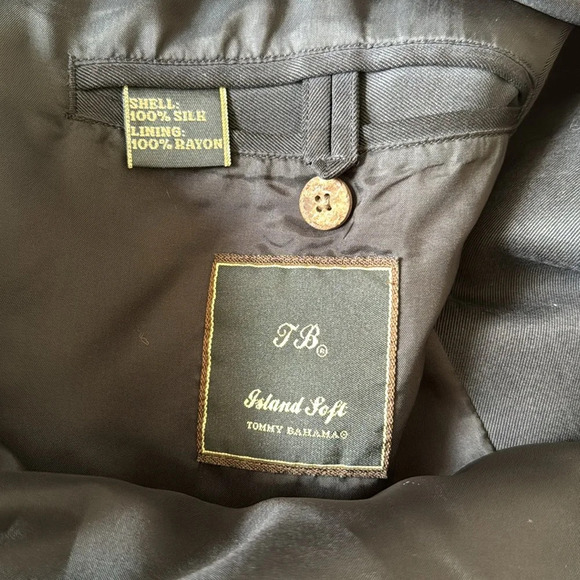 SHELL:
100% SILK
LINING:
100% RAYON
TB®
Island Soft
TOMMY BAHAMA®